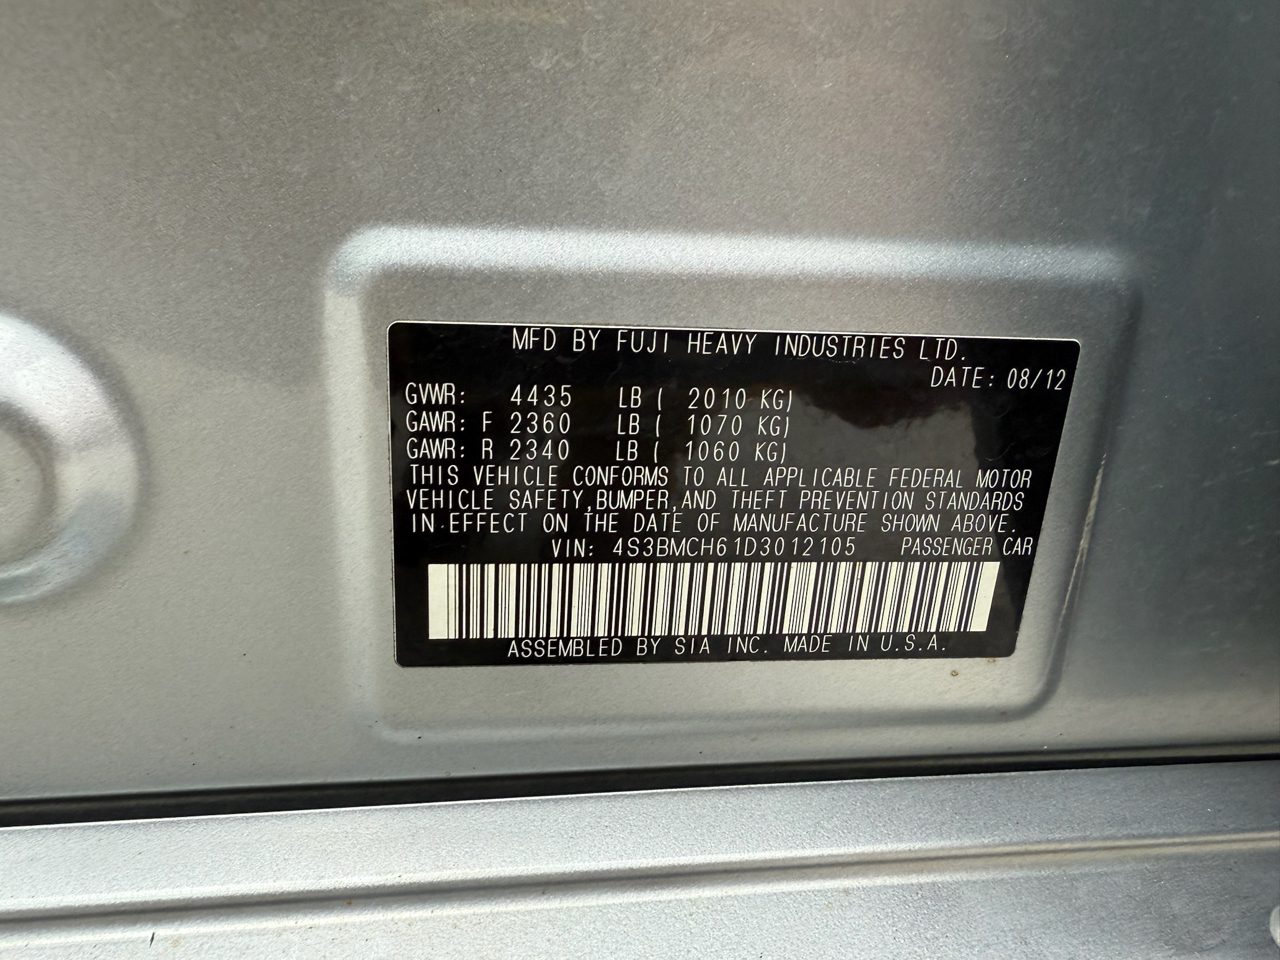 MFD BY FUJI HEAVY INDUSTRIES LTD.
DATE: 08/12
GVWR: 4435 LB ( 2010 KG)
GAWR: F 2360 LB ( 1070 KG)
GAWR: R 2340 LB ( 1060 KG)
THIS VEHICLE CONFORMS TO ALL APPLICABLE FEDERAL MOTOR
VEHICLE SAFETY,BUMPER,AND THEFT PREVENTION STANDARDS
IN EFFECT ON THE DATE OF MANUFACTURE SHOWN ABOVE.
VIN: 4S3BMCH61D3012105 PASSENGER CAR
ASSEMBLED BY SIA INC. MADE IN U.S.A.